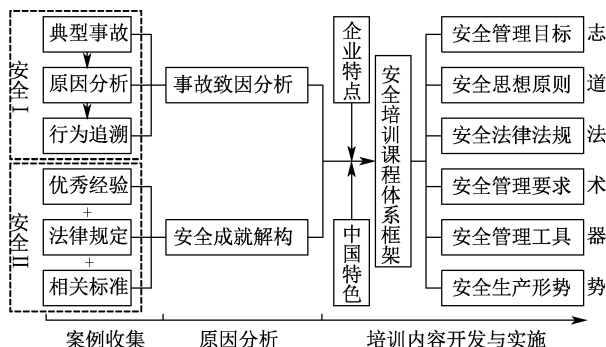 安全Ⅰ
典型事故
原因分析
行为追溯
事故致因分析
安全Ⅱ
优秀经验
+
法律规定
+
相关标准
安全成就解构
企业特点
中国特色
安全培训课程体系框架
安全管理目标 志
安全思想原则 道
安全法律法规 法
安全管理要求 术
安全管理工具 器
安全生产形势 势
案例收集 原因分析 培训内容开发与实施